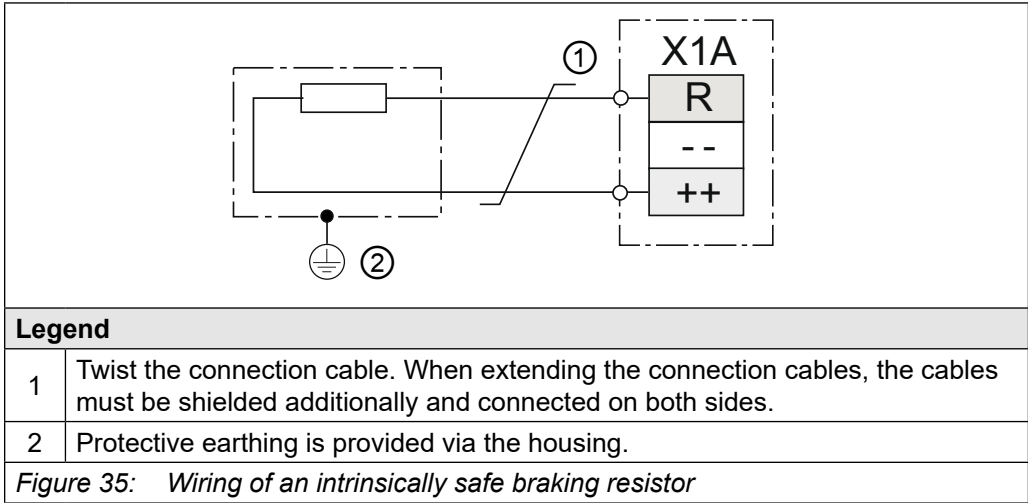 X1A
①
R
- -
++
②
Legend
1 Twist the connection cable. When extending the connection cables, the cables
must be shielded additionally and connected on both sides.
2 Protective earthing is provided via the housing.
Figure 35: Wiring of an intrinsically safe braking resistor